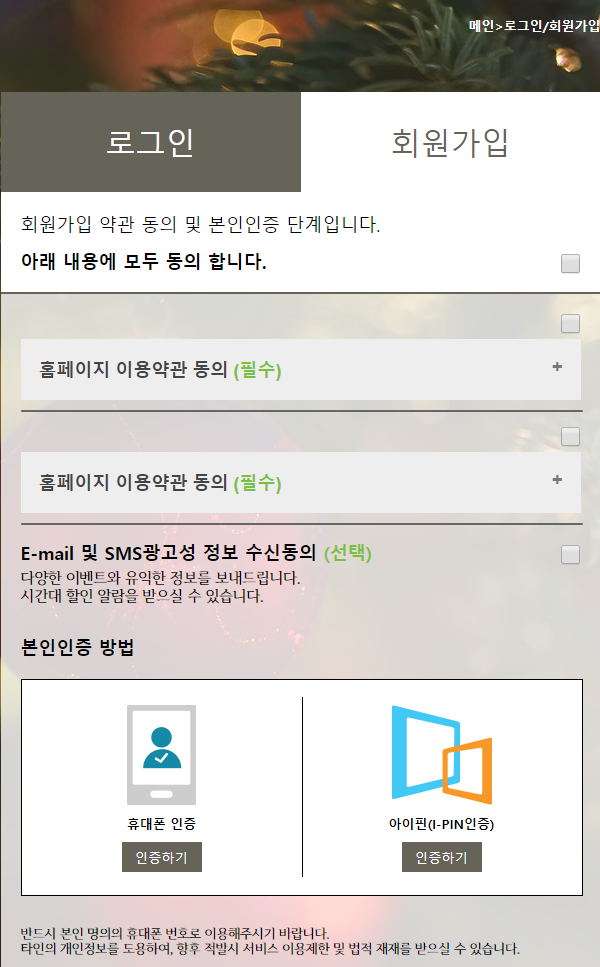 메인>로그인/회원가입
로그인
회원가입
회원가입 약관 동의 및 본인인증 단계입니다.
아래 내용에 모두 동의 합니다.
홈페이지 이용약관 동의 (필수) +
홈페이지 이용약관 동의 (필수) +
E-mail 및 SMS광고성 정보 수신동의 (선택)
다양한 이벤트와 유익한 정보를 보내드립니다.
시간대 할인 알람을 받으실 수 있습니다.
본인인증 방법
휴대폰 인증
인증하기
아이핀(I-PIN인증)
인증하기
반드시 본인 명의의 휴대폰 번호로 이용해주시기 바랍니다.
타인의 개인정보를 도용하여, 향후 적발시 서비스 이용제한 및 법적 재재를 받으실 수 있습니다.